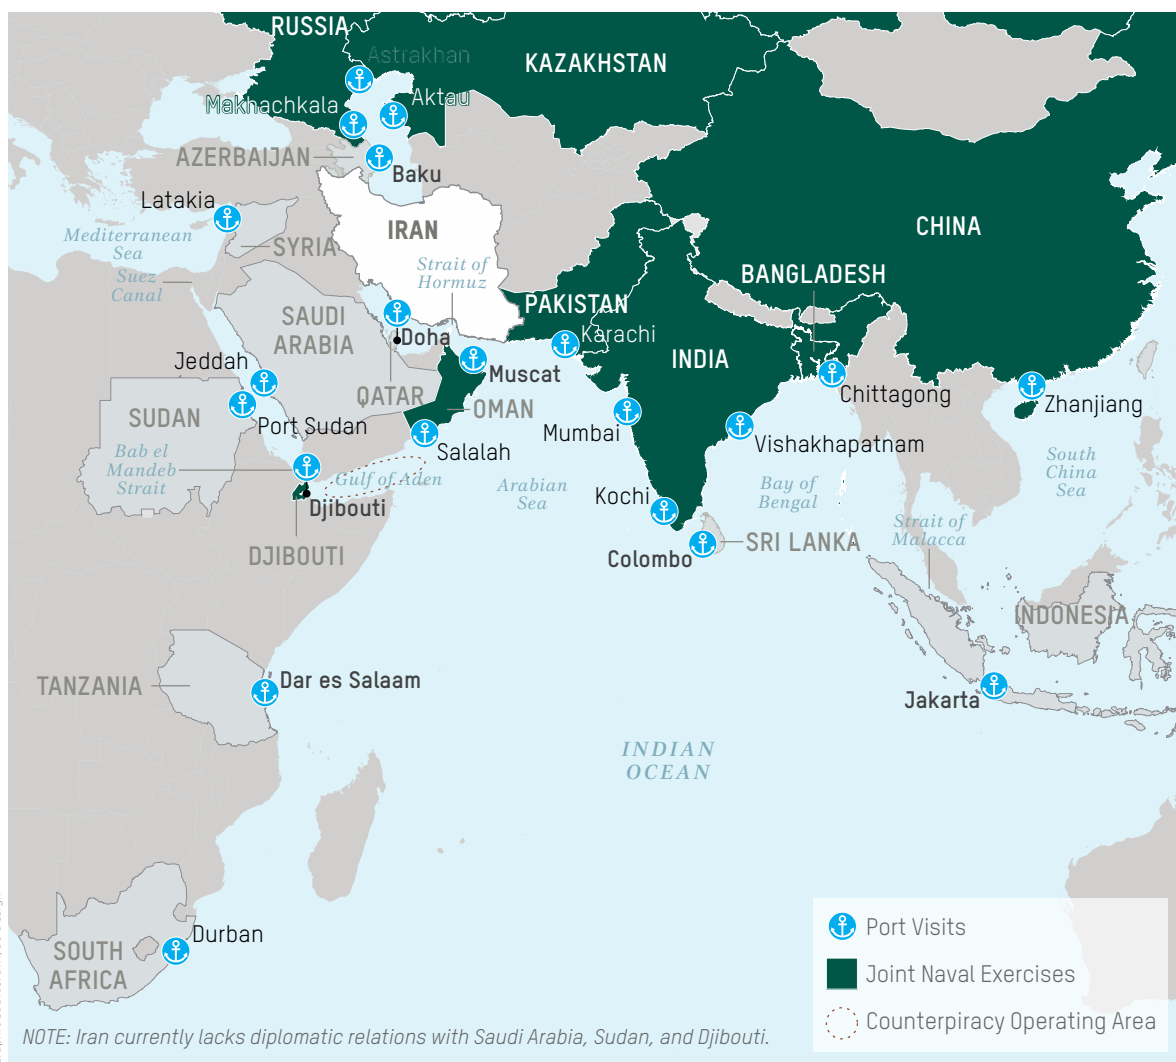 RUSSIA
Astrakhan
KAZAKHSTAN
Makhachkala
Aktau
AZERBAIJAN
Baku
Latakia
IRAN
CHINA
Mediterranean
Sea
SYRIA
Strait of
Hormuz
BANGLADESH
Suez
Canal
PAKISTAN
SAUDI
ARABIA
Doha
Karachi
Jeddah
Muscat
INDIA
QATAR
OMAN
Chittagong
Zhanjiang
SUDAN
Port Sudan
Mumbai
Vishakhapatnam
Salalah
Bab el
Mandeb
Strait
Gulf of Aden
Arabian
Sea
Bay of
Bengal
South
China
Sea
Kochi
Djibouti
Strait of
Malacca
DJIBOUTI
Colombo
SRI LANKA
INDONESIA
TANZANIA
Dar es Salaam
Jakarta
INDIAN
OCEAN
Durban
SOUTH
AFRICA
Port Visits
Joint Naval Exercises
Counterpiracy Operating Area
NOTE: Iran currently lacks diplomatic relations with Saudi Arabia, Sudan, and Djibouti.